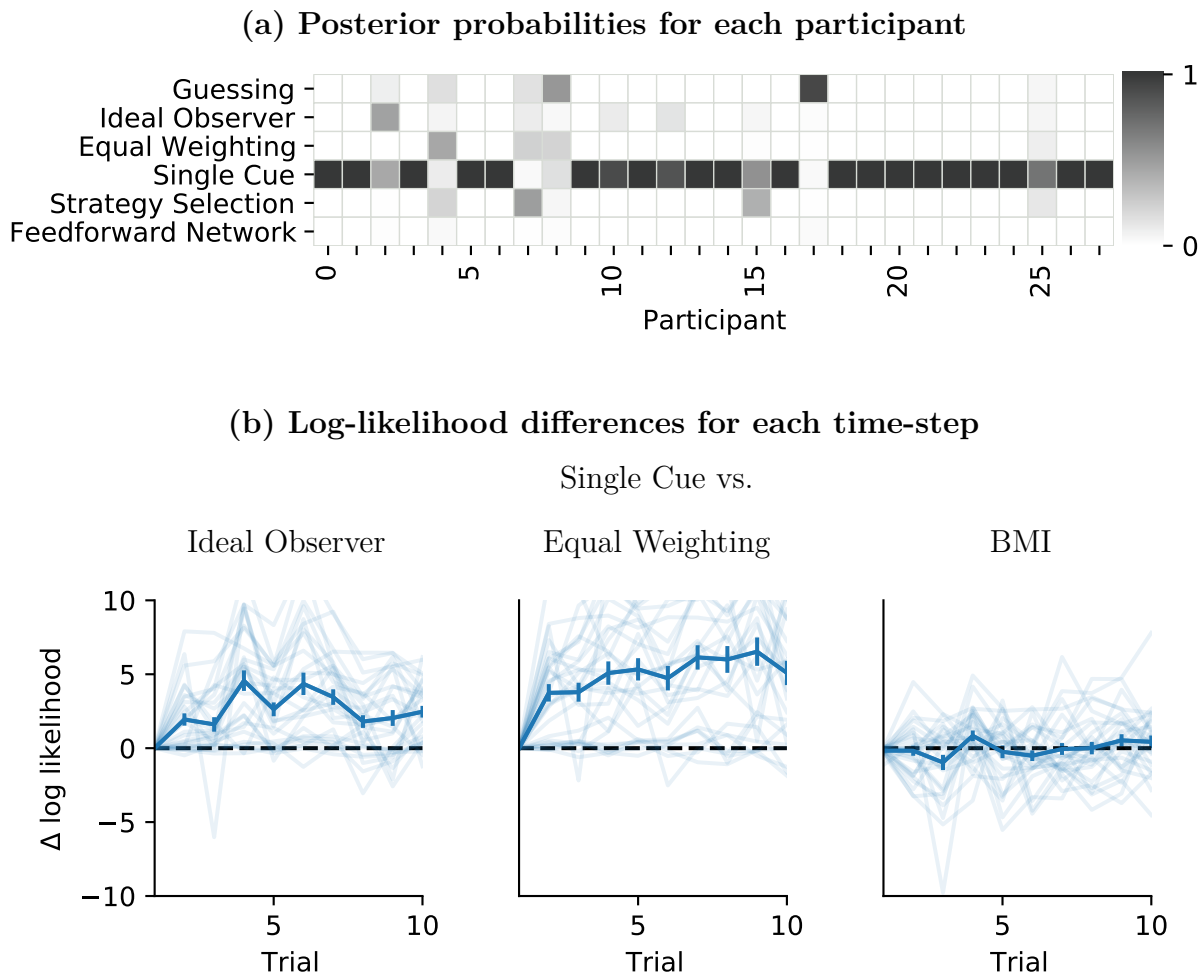 (a) Posterior probabilities for each participant
Guessing
Ideal Observer
Equal Weighting
Single Cue
Strategy Selection
Feedforward Network
1
0
0 5 10 15 20 25
Participant
(b) Log-likelihood differences for each time-step
Single Cue vs.
Ideal Observer Equal Weighting BMI
Δ log likelihood
10
5
0
−5
−10
5 10 5 10 5 10
Trial Trial Trial